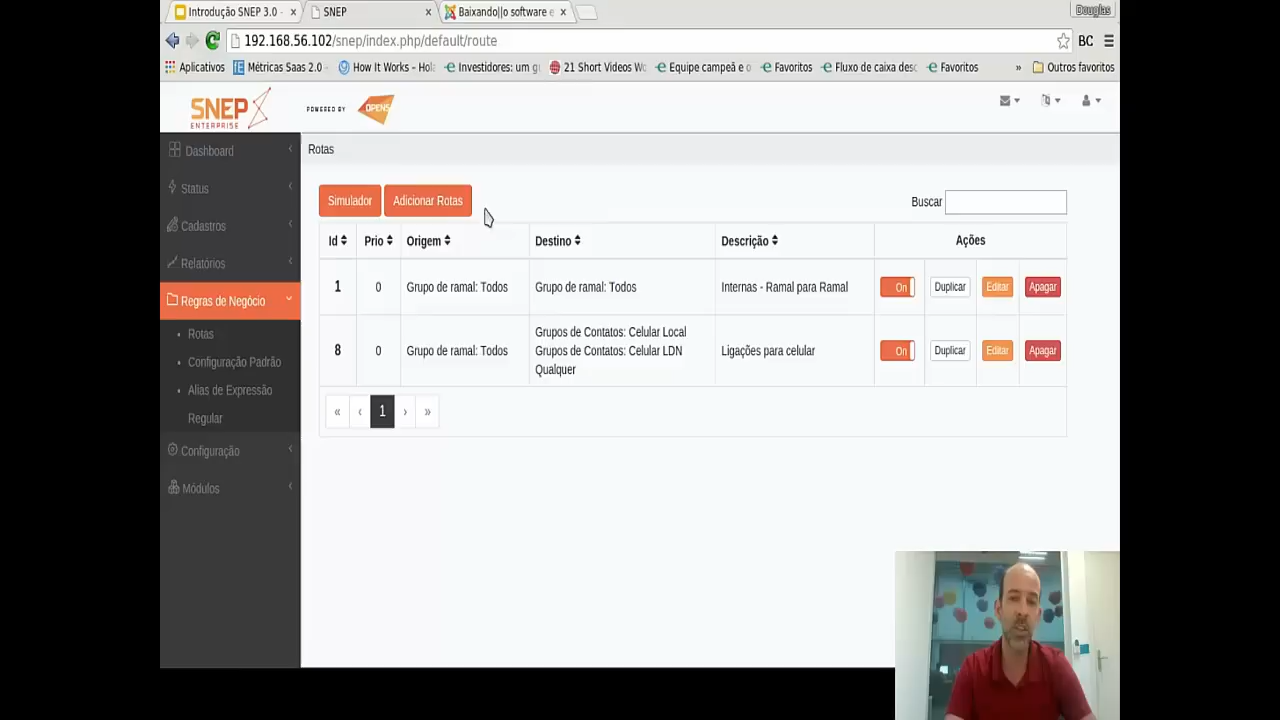 Introdução SNEP 3.0 -
SNEP
Baixando||o software e
Douglas
192.168.56.102/snep/index.php/default/route
BC
Aplicativos
Métricas Saas 2.0 -
How It Works - Hol
Investidores: um g
21 Short Videos W
Equipe campeã e o
Favoritos
Fluxo de caixa desc
Favoritos
»
Outros favoritos
SNEP
ENTERPRISE
POWERED BY
OPENS
Dashboard
Status
Cadastros
Relatórios
Regras de Negócio
Rotas
Configuração Padrão
Alias de Expressão
Regular
Configuração
Módulos
Rotas
Simulador
Adicionar Rotas
Buscar
Id Prio Origem Destino Descrição Ações
1 0 Grupo de ramal: Todos Grupo de ramal: Todos Internas - Ramal para Ramal On Duplicar Editar Apagar
Grupos de Contatos: Celular Local
8 0 Grupo de ramal: Todos Grupos de Contatos: Celular LDN Ligações para celular On Duplicar Editar Apagar
Qualquer
« ‹ 1 › »